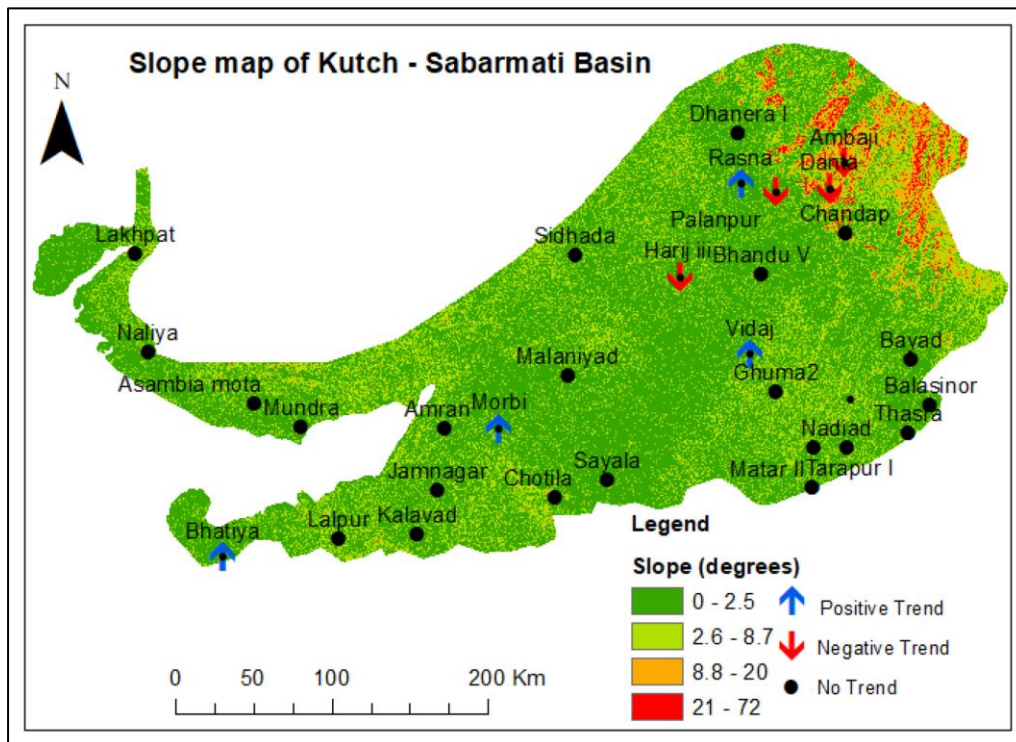 Slope map of Kutch - Sabarmati Basin
N
Dhanera I
Ambaji
Rasna
Danta
Palanpur
Chandap
Lakhpat
Sidhada
Harij iii
Bhandu V
Naliya
Vidaj
Malaniyad
Bayad
Asambia mota
Ghuma2
Balasinor
Mundra
Amran
Morbi
Thasra
Nadiad
Jamnagar
Chotila
Sayala
Matar II
Tarapur I
Bhatiya
Lalpur
Kalavad
Legend
Slope (degrees)
0 - 2.5
Positive Trend
2.6 - 8.7
Negative Trend
8.8 - 20
No Trend
21 - 72
0 50 100 200 Km